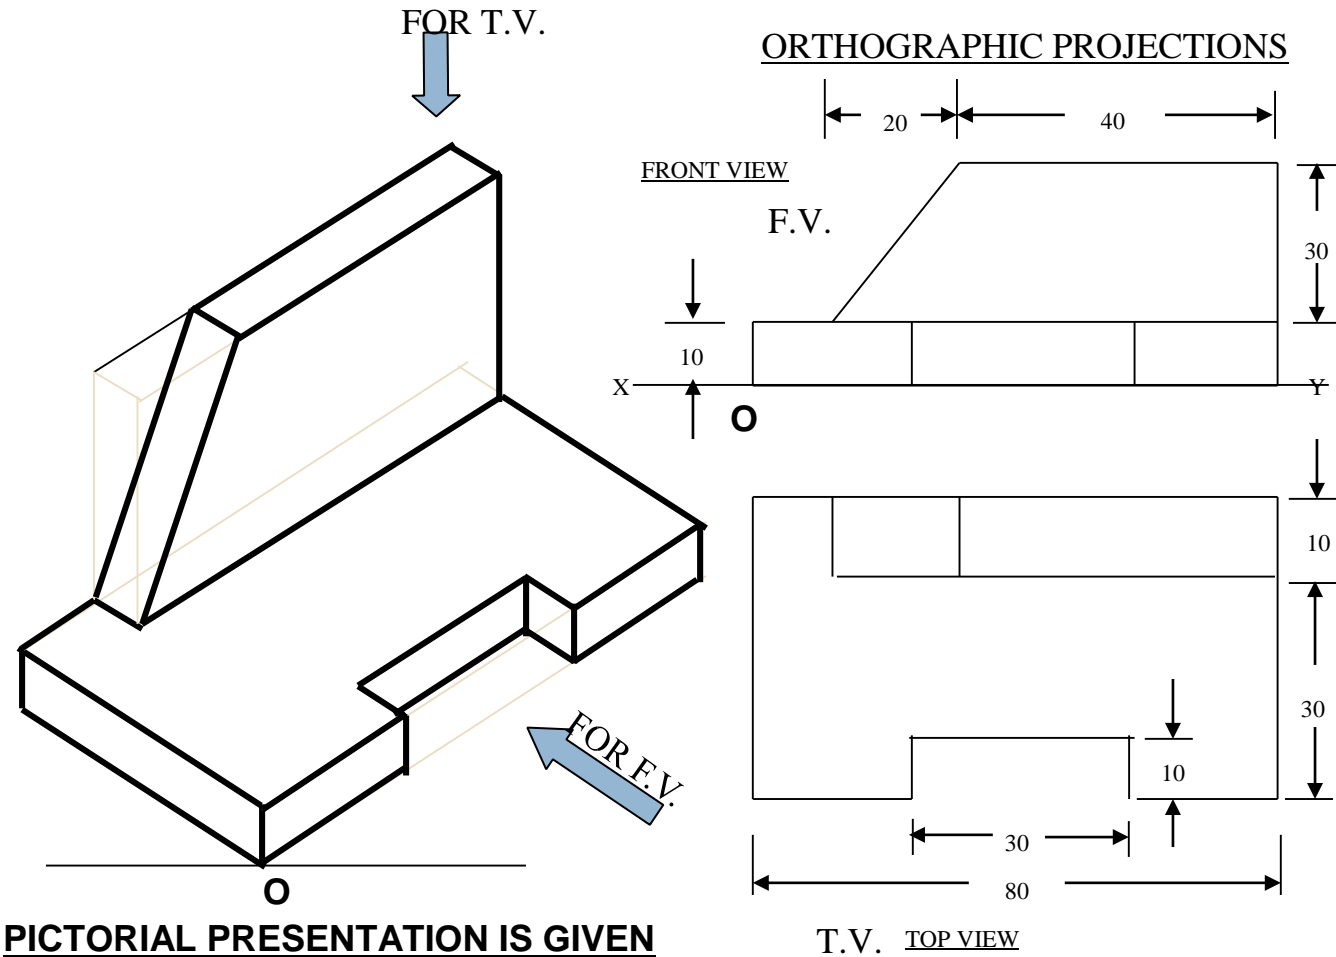 FOR T.V.
ORTHOGRAPHIC PROJECTIONS
20
40
FRONT VIEW
F.V.
30
10
X
Y
O
10
30
FOR F.V.
10
30
80
O
PICTORIAL PRESENTATION IS GIVEN
T.V. TOP VIEW